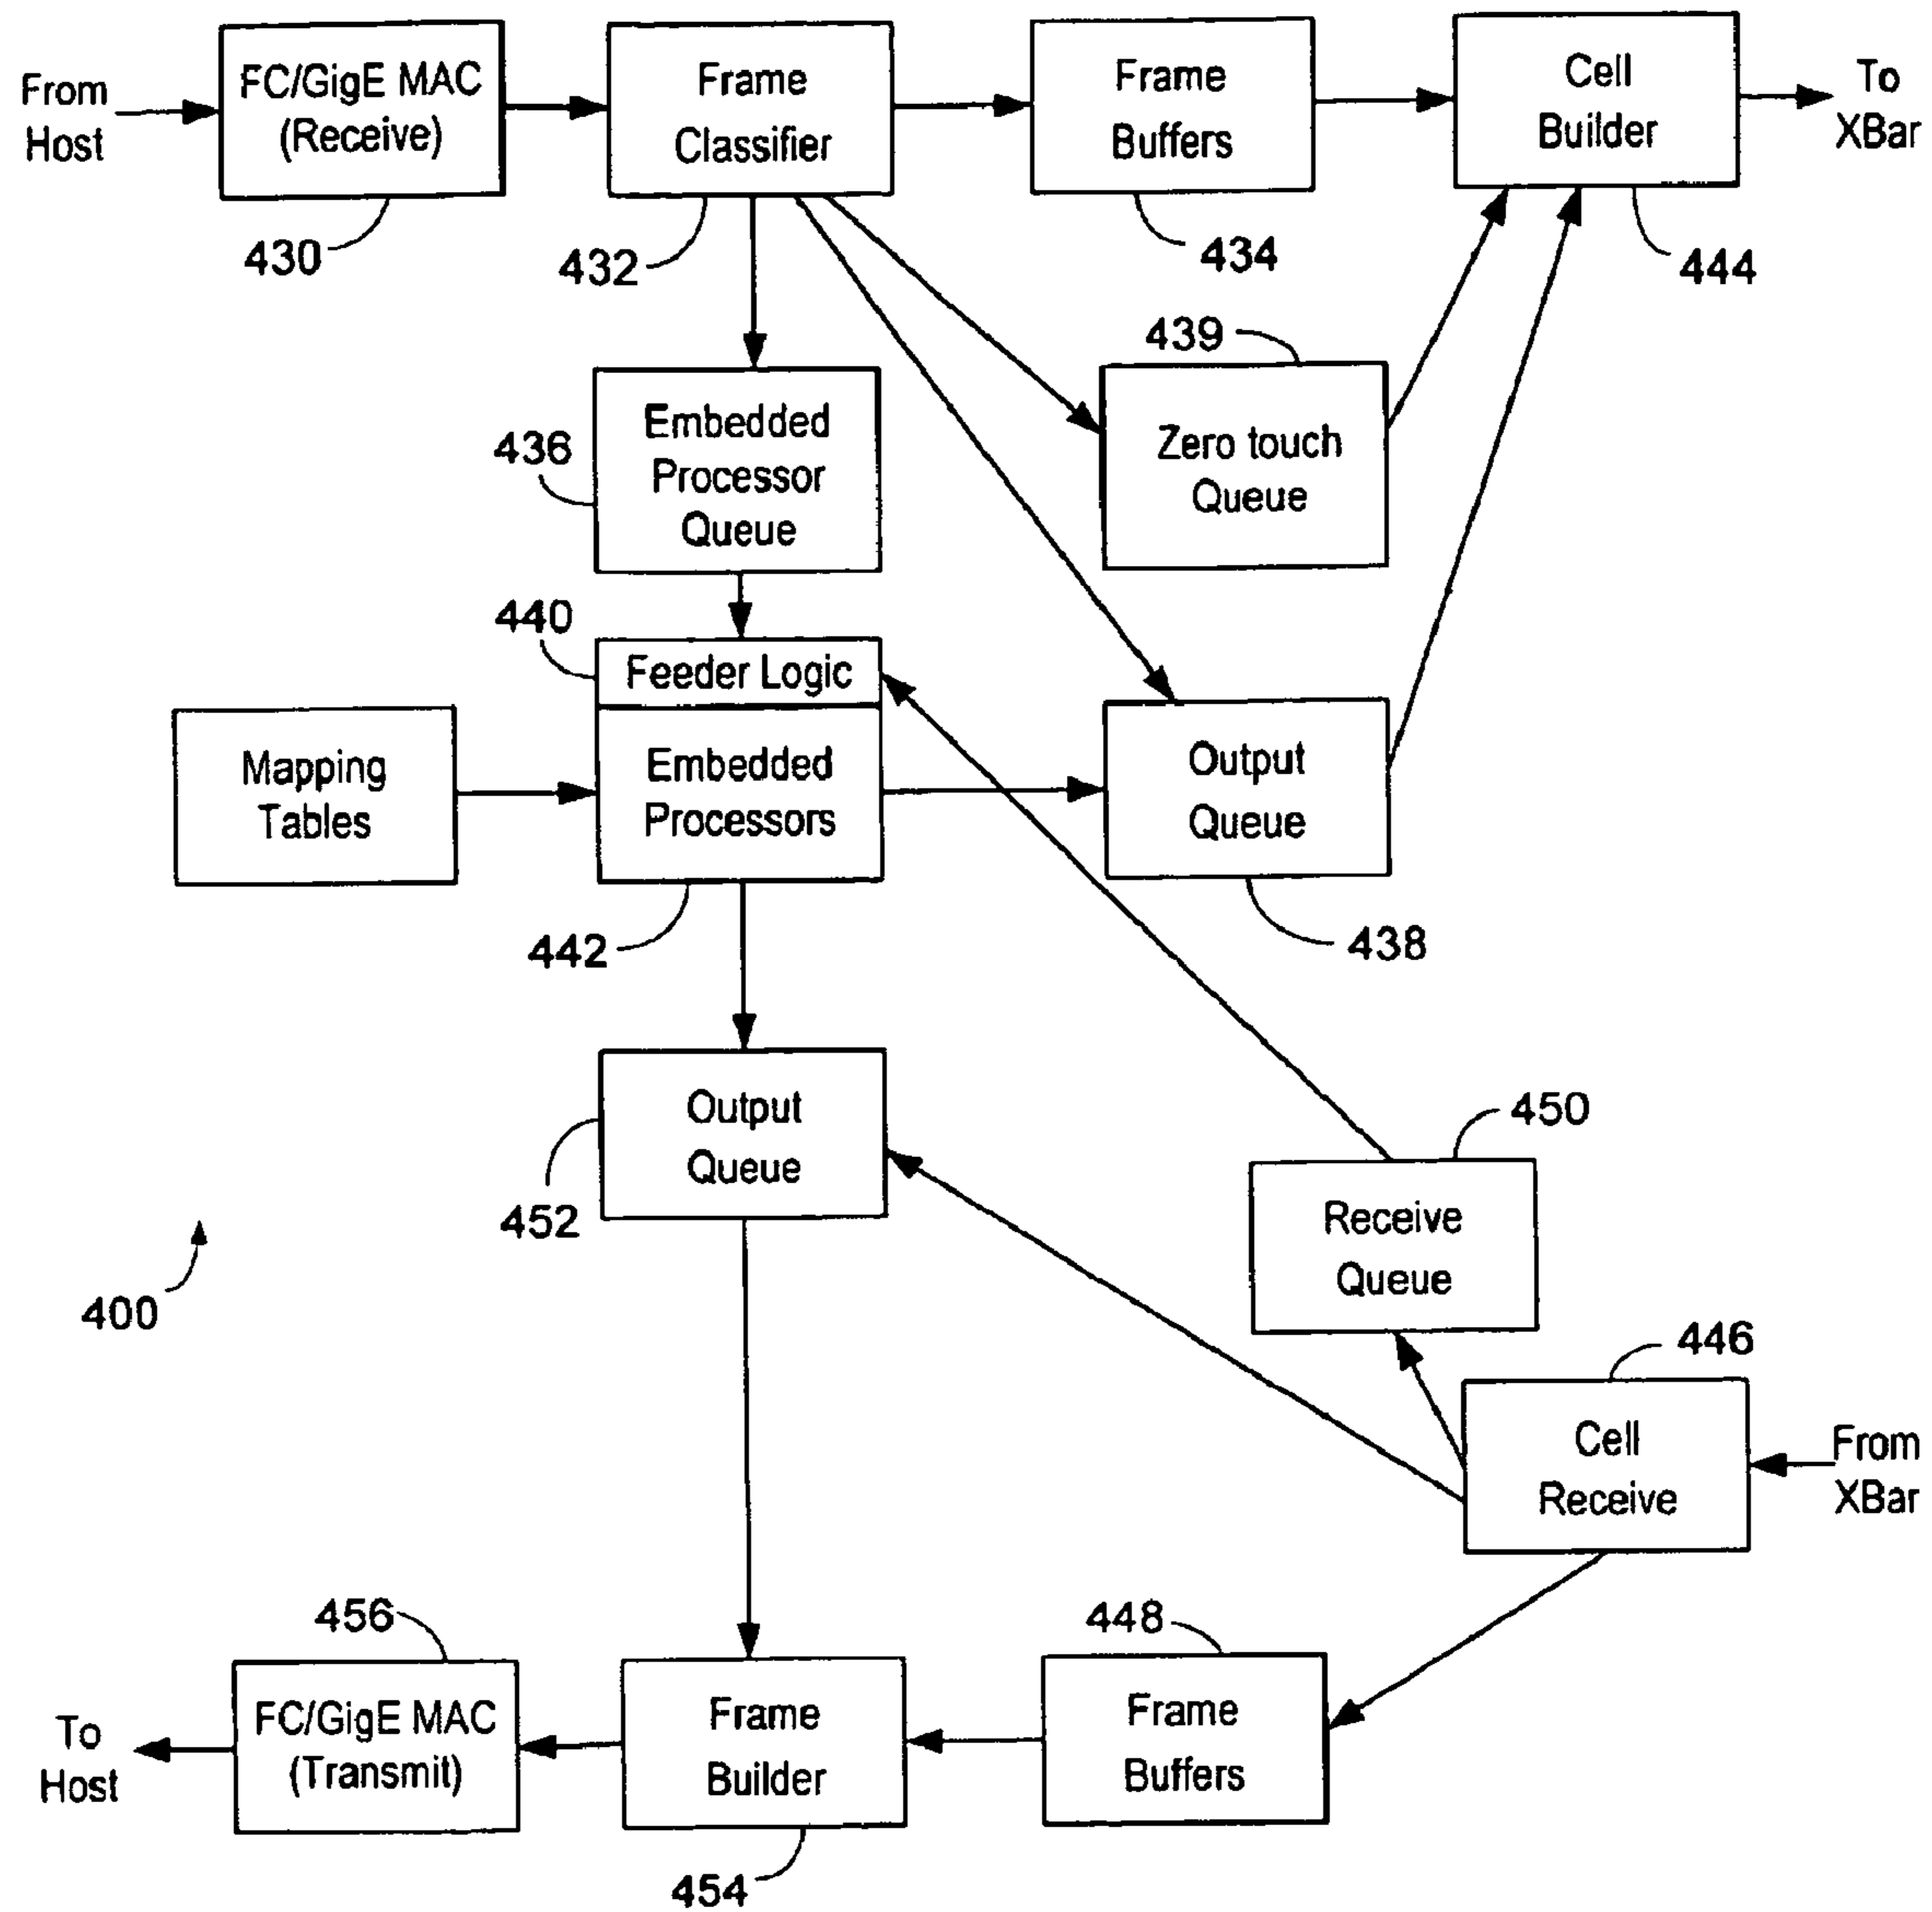 From
Host
FC/GigE MAC
(Receive)
430
Frame
Classifier
432
Frame
Buffers
434
Cell
Builder
444
To
XBar
439
Zero touch
Queue
436
Embedded
Processor
Queue
440
Feeder Logic
Mapping
Tables
Embedded
Processors
442
Output
Queue
438
Output
Queue
452
450
Receive
Queue
400
446
Cell
Receive
From
XBar
456
FC/GigE MAC
(Transmit)
To
Host
Frame
Builder
454
448
Frame
Buffers